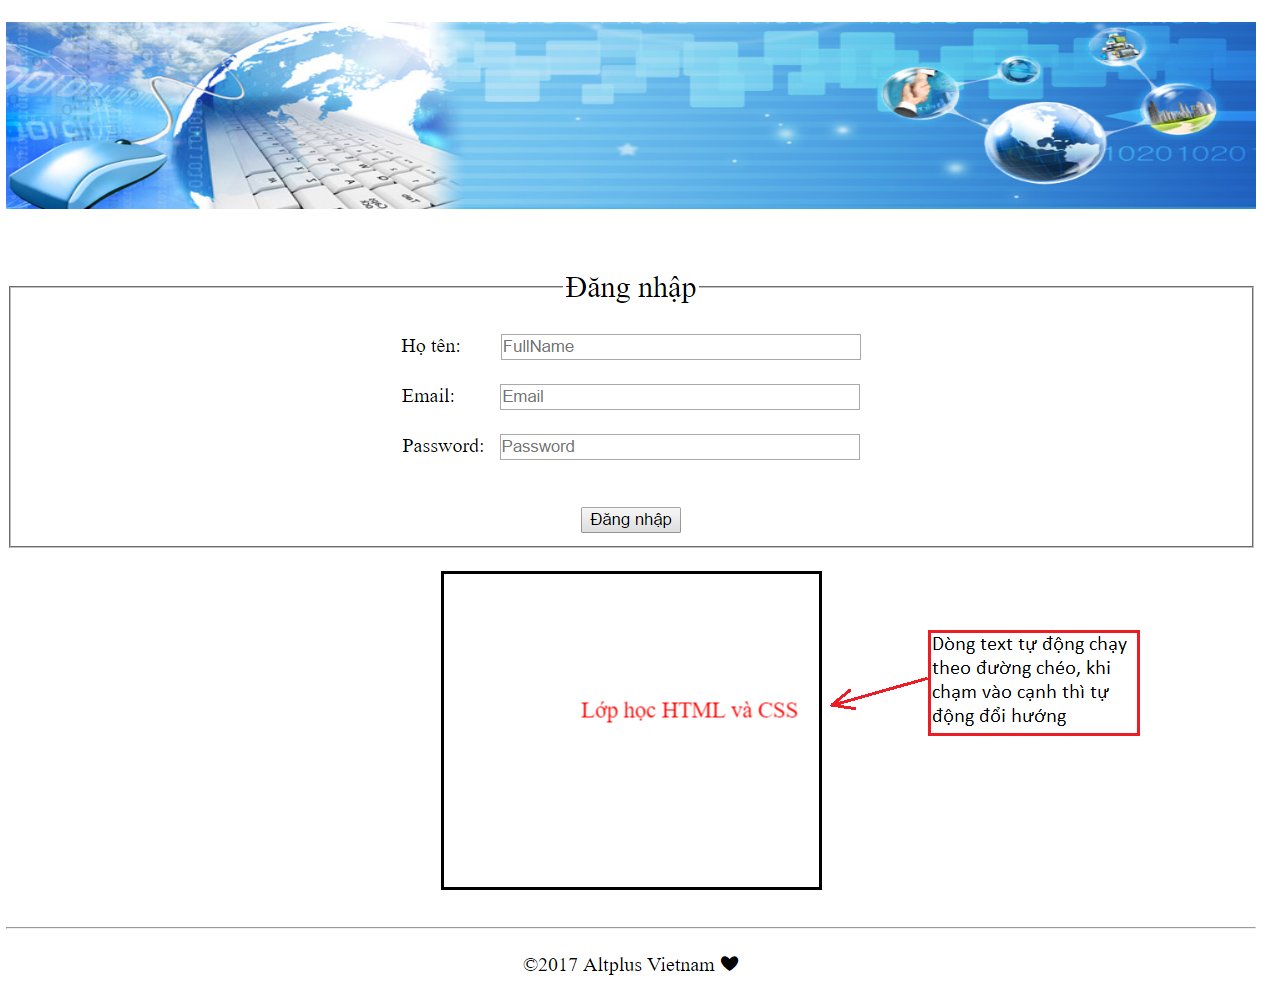 102010201
Đăng nhập
Họ tên:
FullName
Email:
Email
Password:
Password
Đăng nhập
Lớp học HTML và CSS
Dòng text tự động chạy
theo đường chéo, khi
chạm vào cạnh thì tự
động đổi hướng
©2017 Altplus Vietnam ♥